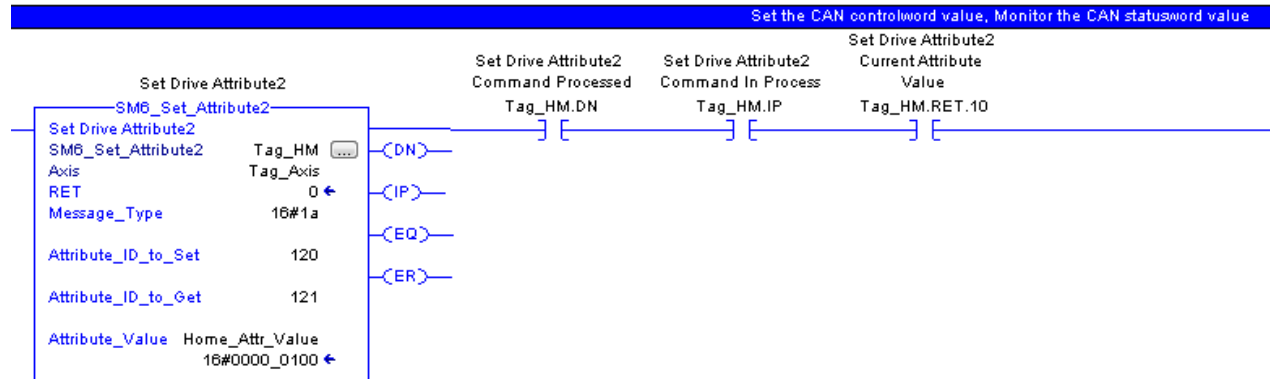 Set the CAN controlword value, Monitor the CAN statusword value
Set Drive Attribute2
Set Drive Attribute2 Set Drive Attribute2 Current Attribute
Set Drive Attribute2 Command Processed Command In Process Value
SM6_Set_Attribute2 Tag_HM.DN Tag_HM.IP Tag_HM.RET.10
Set Drive Attribute2
SM6_Set_Attribute2 Tag_HM ... DN
Axis Tag_Axis
RET 0 IP
Message_Type 16#1a
EQ
Attribute_ID_to_Set 120
ER
Attribute_ID_to_Get 121
Attribute_Value Home_Attr_Value
16#0000_0100